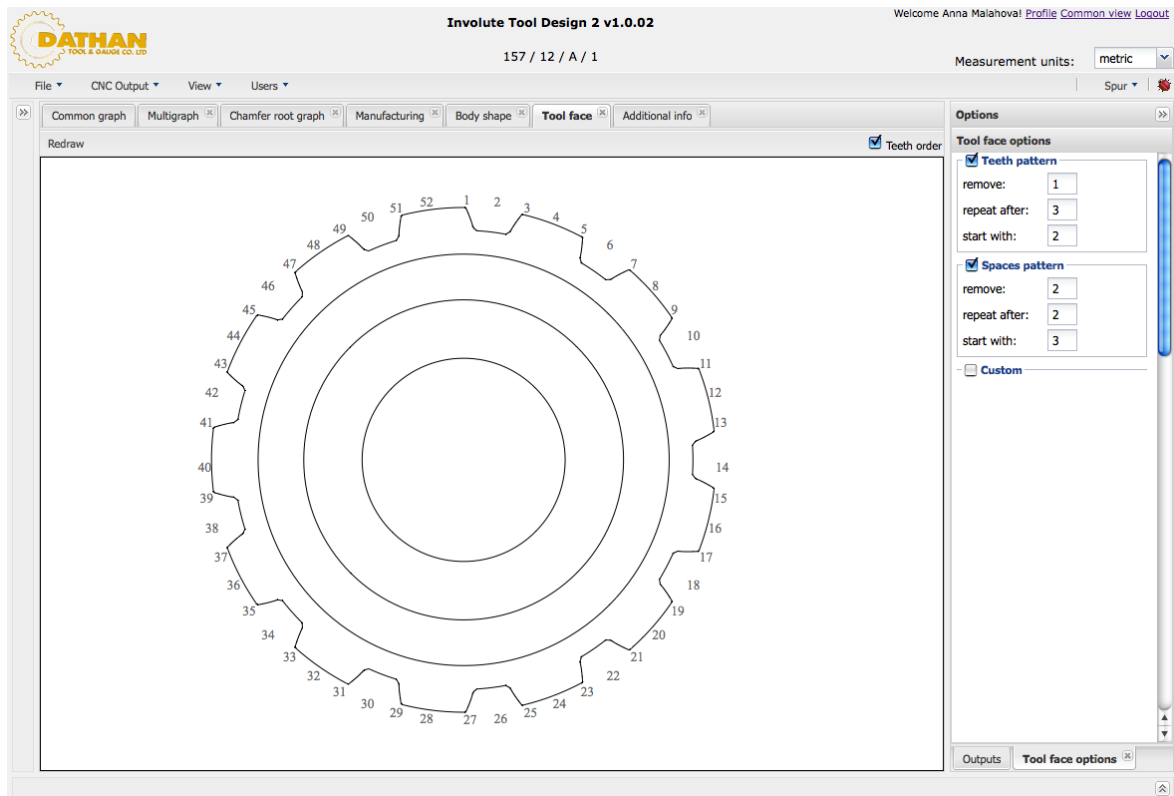 Welcome Anna Malahova! Profile Common view Logout
Involute Tool Design 2 v1.0.02
DATHAN
TOOL & GAUGE CO. LTD
157 / 12 / A / 1
Measurement units: metric
File CNC Output View Users Spur
Common graph Multigraph Chamfer root graph Manufacturing Body shape Tool face Additional info
Options
Redraw Teeth order
Tool face options
Teeth pattern
remove: 1
repeat after: 3
start with: 2
Spaces pattern
remove: 2
repeat after: 2
start with: 3
Custom
1
2
3
4
5
6
7
8
9
10
11
12
13
14
15
16
17
18
19
20
21
22
23
24
25
26
27
28
29
30
31
32
33
34
35
36
37
38
39
40
41
42
43
44
45
46
47
48
49
50
51
52
Outputs Tool face options